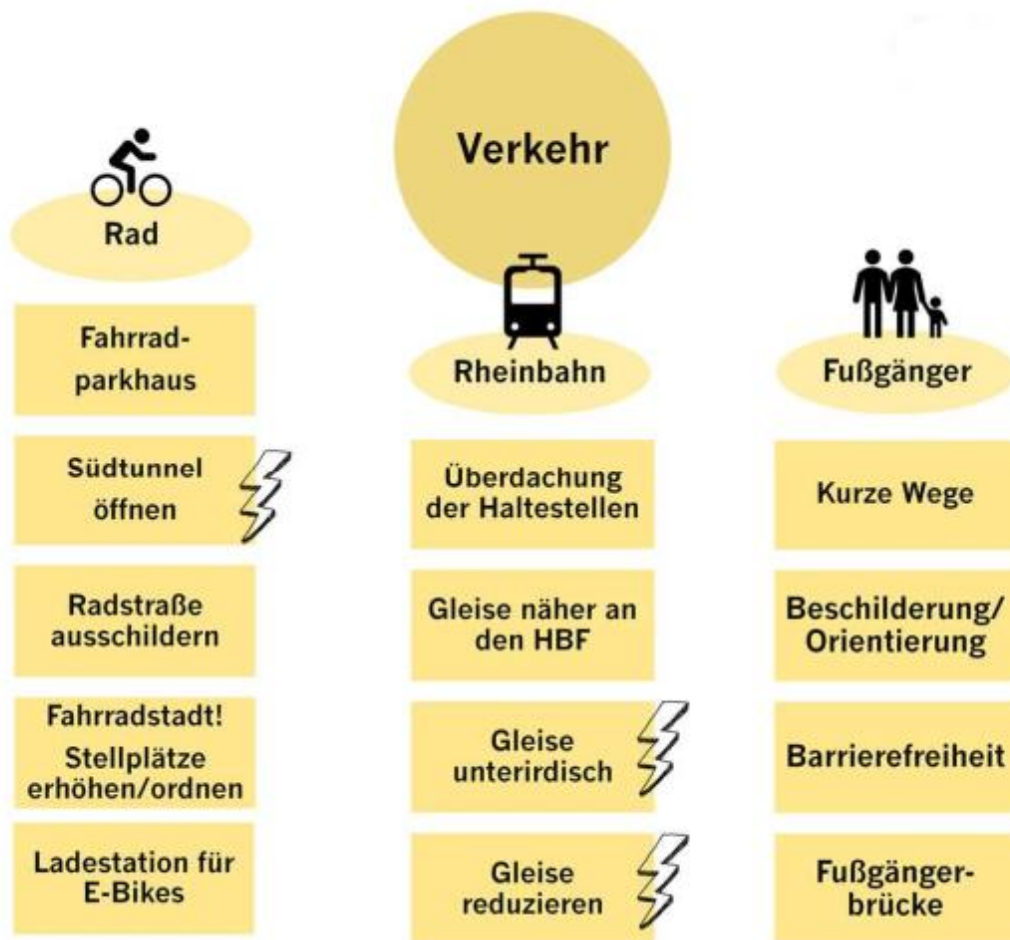 Verkehr
Rad
Fahrrad-
parkhaus
Südtunnel
öffnen
Radstraße
ausschildern
Fahrradstadt!
Stellplätze
erhöhen/ordnen
Ladestation für
E-Bikes
Rheinbahn
Überdachung
der Haltestellen
Gleise näher an
den HBF
Gleise
unterirdisch
Gleise
reduzieren
Fußgänger
Kurze Wege
Beschilderung/
Orientierung
Barrierefreiheit
Fußgänger-
brücke